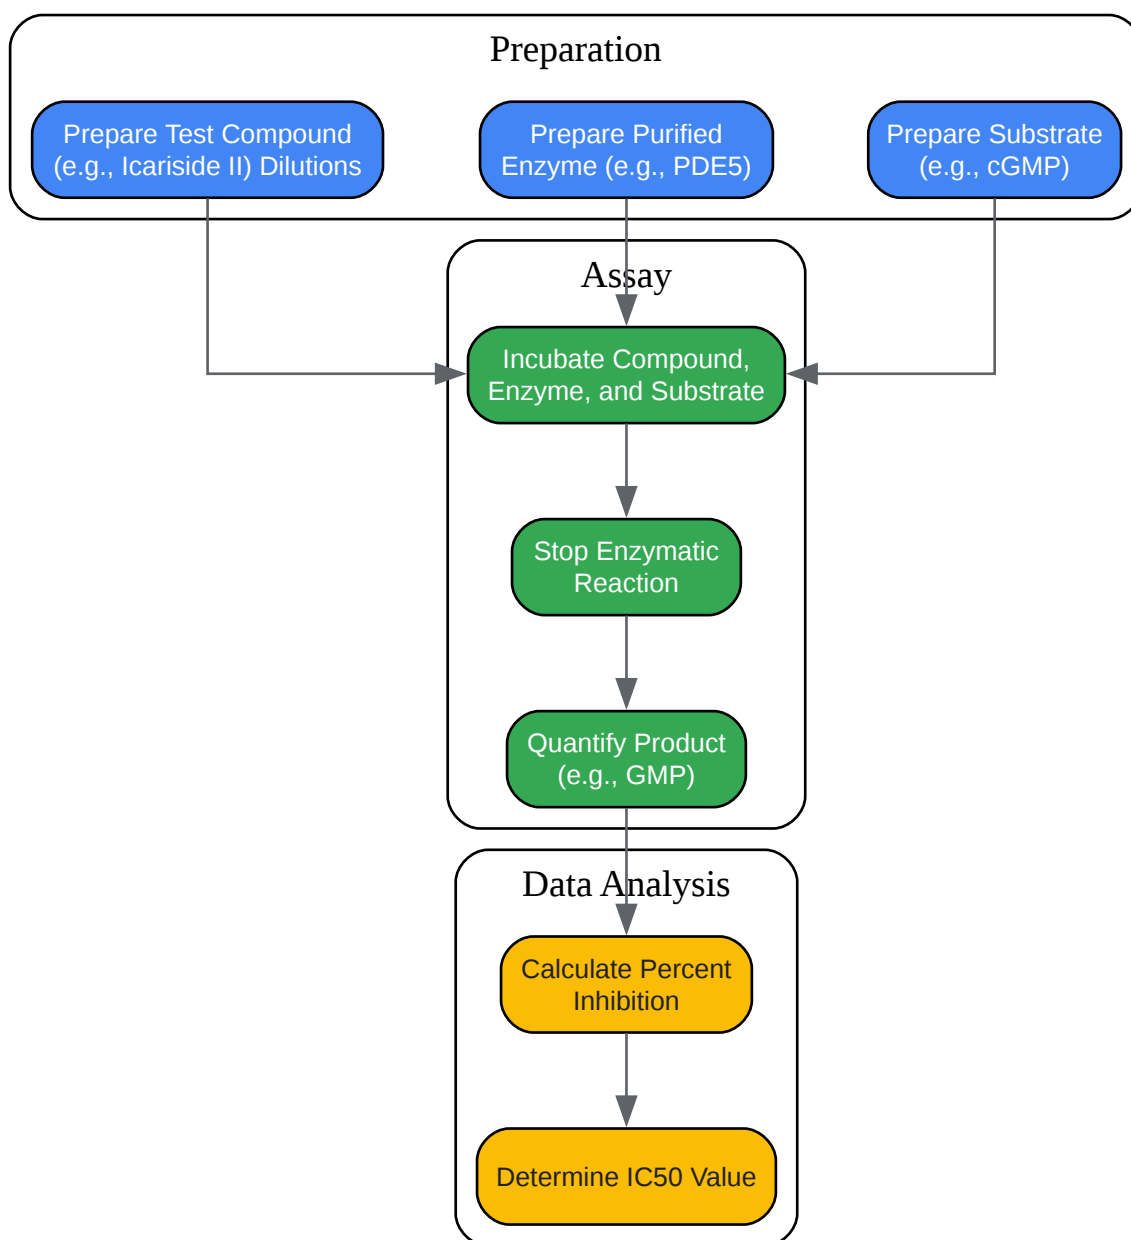 Preparation
Prepare Test Compound
(e.g., Icariside II) Dilutions
Prepare Purified
Enzyme (e.g., PDE5)
Prepare Substrate
(e.g., cGMP)
Assay
Incubate Compound,
Enzyme, and Substrate
Stop Enzymatic
Reaction
Quantify Product
(e.g., GMP)
Data Analysis
Calculate Percent
Inhibition
Determine IC50 Value